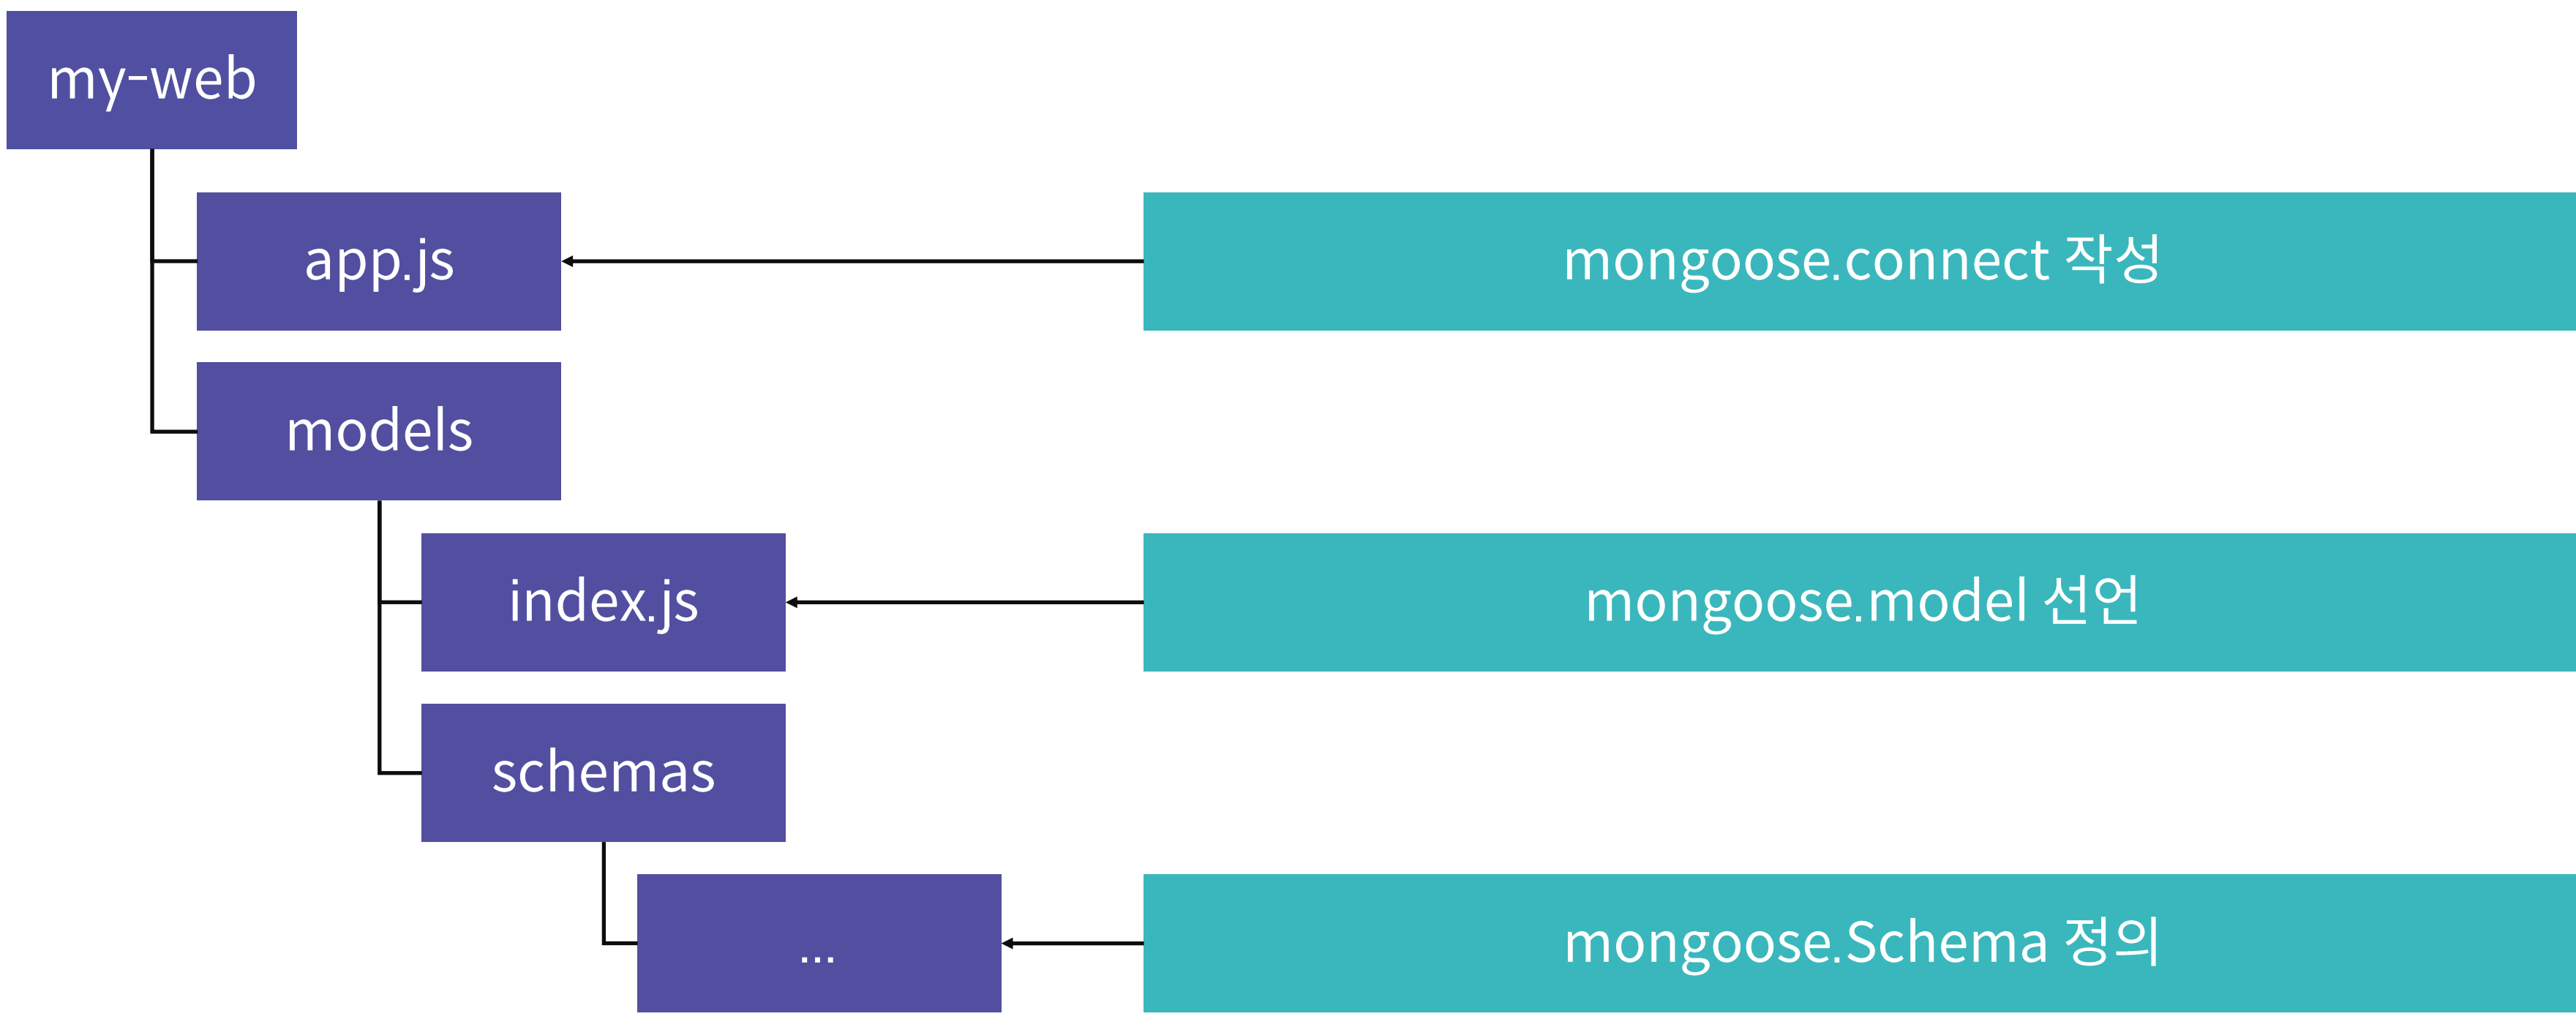 my-web
app.js
mongoose.connect 작성
models
index.js
mongoose.model 선언
schemas
...
mongoose.Schema 정의